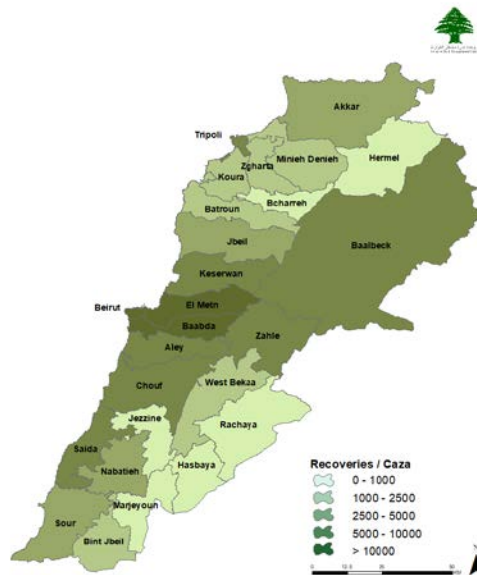 Akkar
Tripoli
Hermel
Zgharta
Minieh Denieh
Koura
Bcharreh
Batroun
Jbeil
Baalbeck
Keserwan
El Metn
Beirut
Baabda
Zahle
Aley
Chouf
West Bekaa
Jezzine
Rachaya
Saida
Nabatieh
Hasbaya
Marjeyoun
Sour
Bint Jbeil
Recoveries / Caza
0 - 1000
1000 - 2500
2500 - 5000
5000 - 10000
> 10000